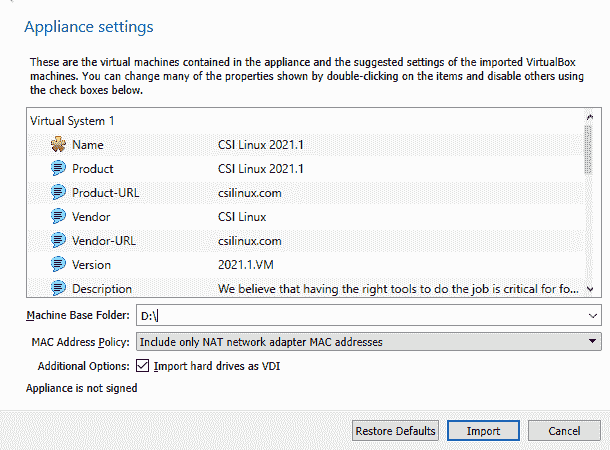 Appliance settings
These are the virtual machines contained in the appliance and the suggested settings of the imported VirtualBox
machines. You can change many of the properties shown by double-clicking on the items and disable others using
the check boxes below.
Virtual System 1
Name CSI Linux 2021.1
Product CSI Linux 2021.1
Product-URL csilinux.com
Vendor CSI Linux
Vendor-URL csilinux.com
Version 2021.1.VM
Description We believe that having the right tools to do the job is critical for fo...
Machine Base Folder: D:\
MAC Address Policy: Include only NAT network adapter MAC addresses
Additional Options: Import hard drives as VDI
Appliance is not signed
Restore Defaults Import Cancel